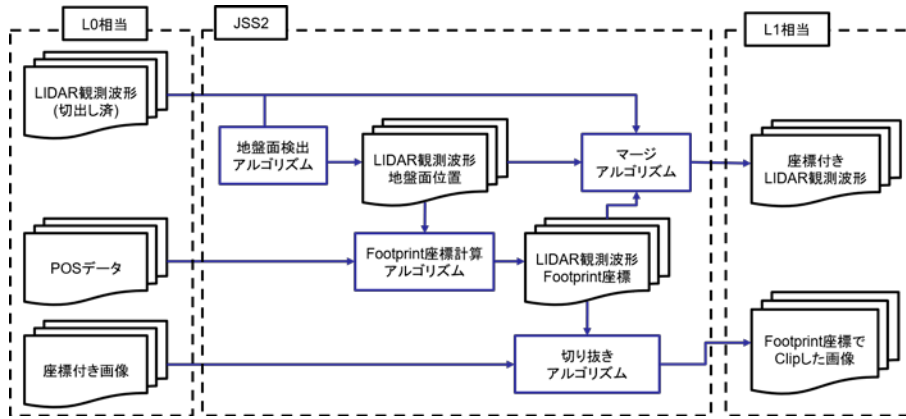 L0相当
JSS2
L1相当
LIDAR観測波形
(切出し済)
地盤面検出
アルゴリズム
LIDAR観測波形
地盤面位置
マージ
アルゴリズム
座標付き
LIDAR観測波形
POSデータ
Footprint座標計算
アルゴリズム
LIDAR観測波形
Footprint座標
座標付き画像
切り抜き
アルゴリズム
Footprint座標で
Clipした画像